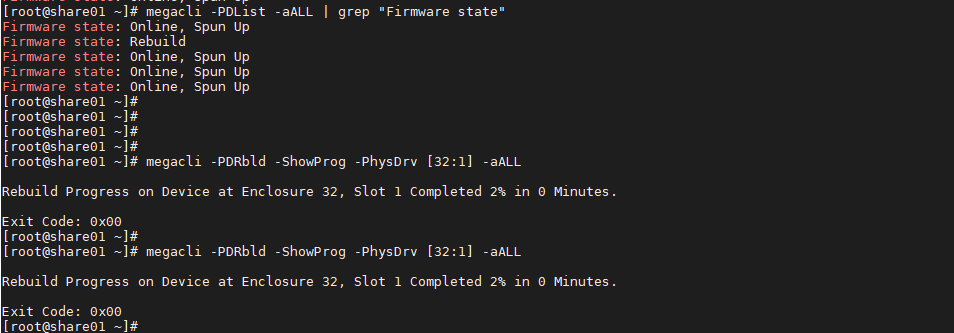 [root@share01 ~]# megacli -PDList -aALL | grep "Firmware state"
Firmware state: Online, Spun Up
Firmware state: Rebuild
Firmware state: Online, Spun Up
Firmware state: Online, Spun Up
Firmware state: Online, Spun Up
[root@share01 ~]#
[root@share01 ~]#
[root@share01 ~]#
[root@share01 ~]#
[root@share01 ~]# megacli -PDRbld -ShowProg -PhysDrv [32:1] -aALL
Rebuild Progress on Device at Enclosure 32, Slot 1 Completed 2% in 0 Minutes.
Exit Code: 0x00
[root@share01 ~]#
[root@share01 ~]# megacli -PDRbld -ShowProg -PhysDrv [32:1] -aALL
Rebuild Progress on Device at Enclosure 32, Slot 1 Completed 2% in 0 Minutes.
Exit Code: 0x00
[root@share01 ~]#